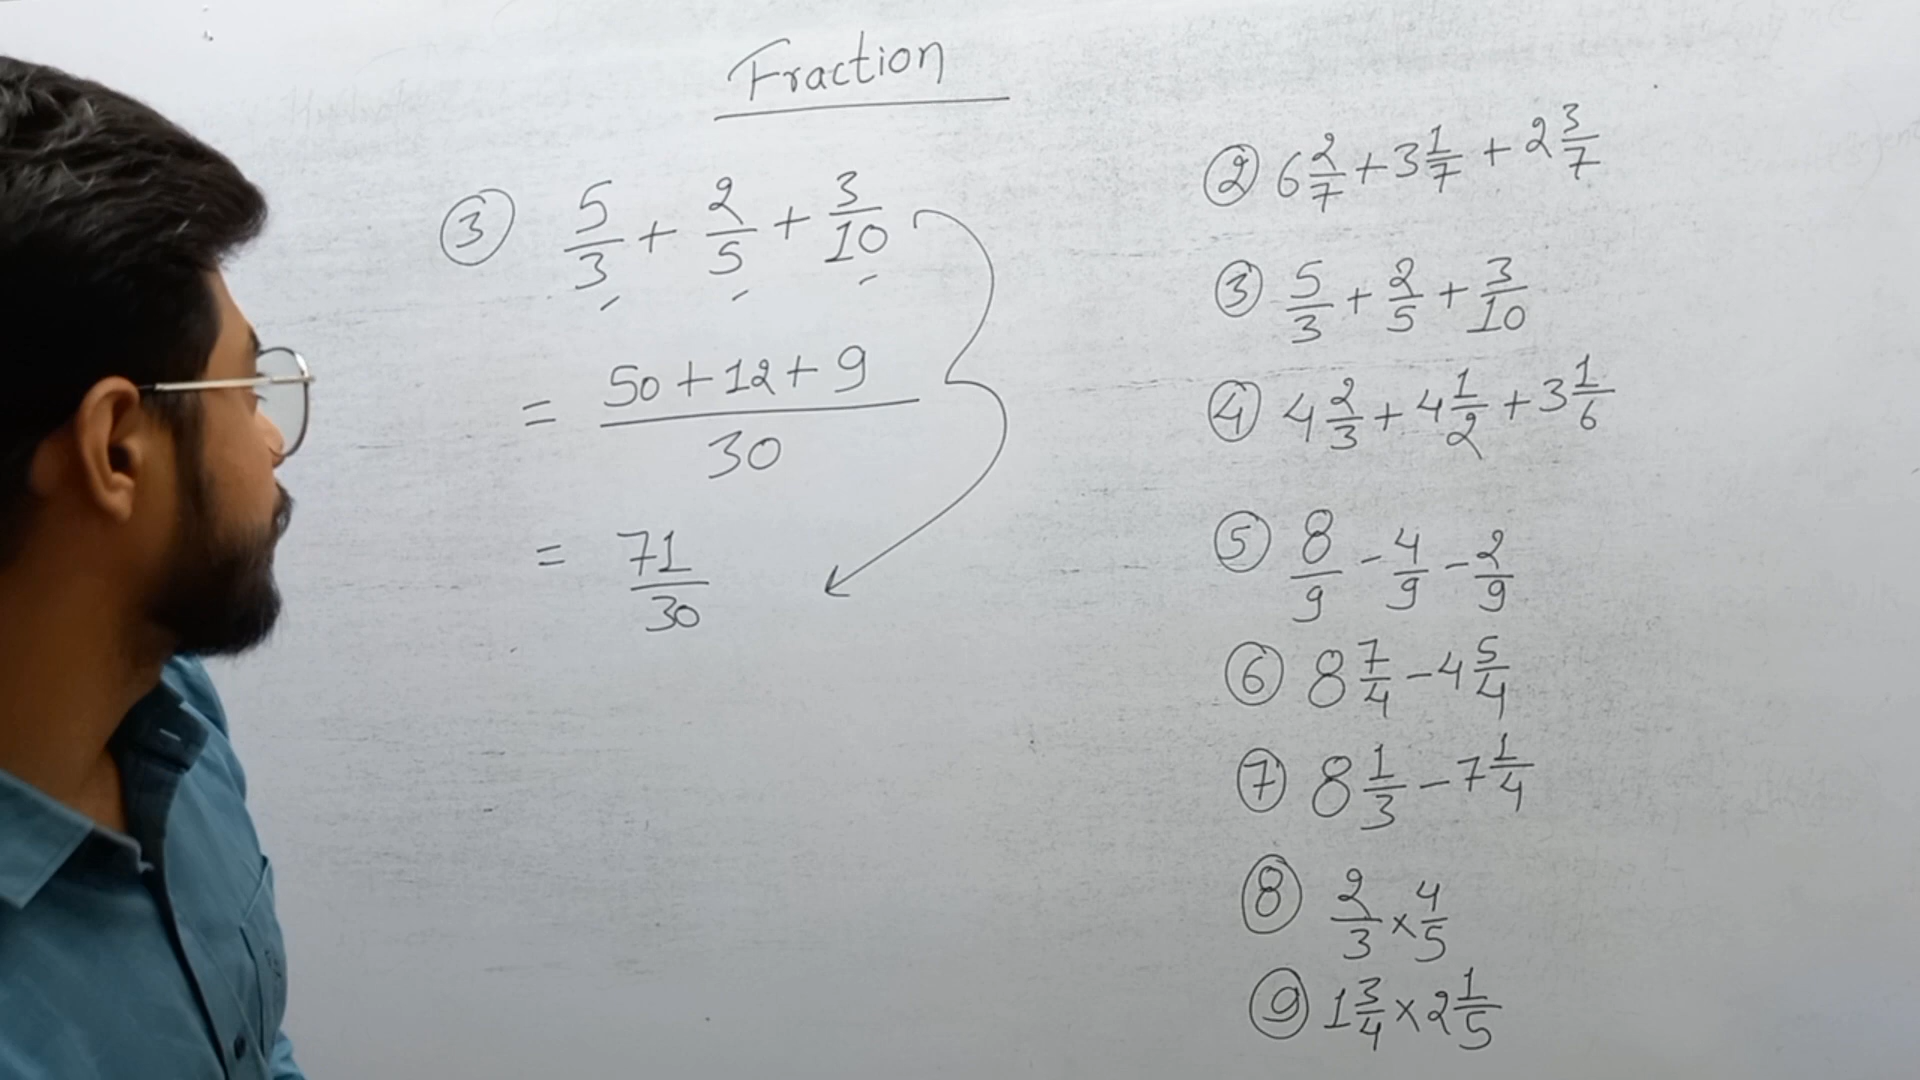 Fraction
③ 5/3 + 2/5 + 3/10
= 50+12+9/30
= 71/30
② 6 2/7 + 3 1/7 + 2 3/7
③ 5/3 + 2/5 + 3/10
④ 4 2/3 + 4 1/2 + 3 1/6
⑤ 8/9 - 4/9 - 2/9
⑥ 8 7/4 - 4 5/4
⑦ 8 1/3 - 7 1/4
⑧ 2/3 × 4/5
⑨ 1 3/4 × 2 1/5